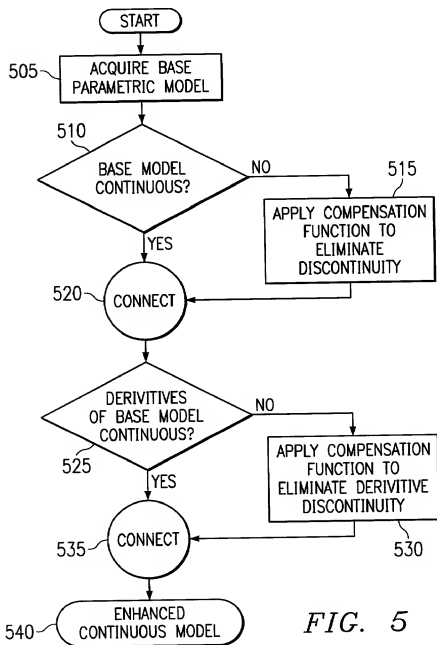 START
505
ACQUIRE BASE
PARAMETRIC MODEL
510
BASE MODEL
CONTINUOUS?
NO
515
APPLY COMPENSATION
FUNCTION TO
ELIMINATE
DISCONTINUITY
YES
520
CONNECT
DERIVITIVES
OF BASE MODEL
CONTINUOUS?
NO
525
APPLY COMPENSATION
FUNCTION TO
ELIMINATE DERIVITIVE
DISCONTINUITY
530
YES
535
CONNECT
540
ENHANCED
CONTINUOUS MODEL
FIG. 5